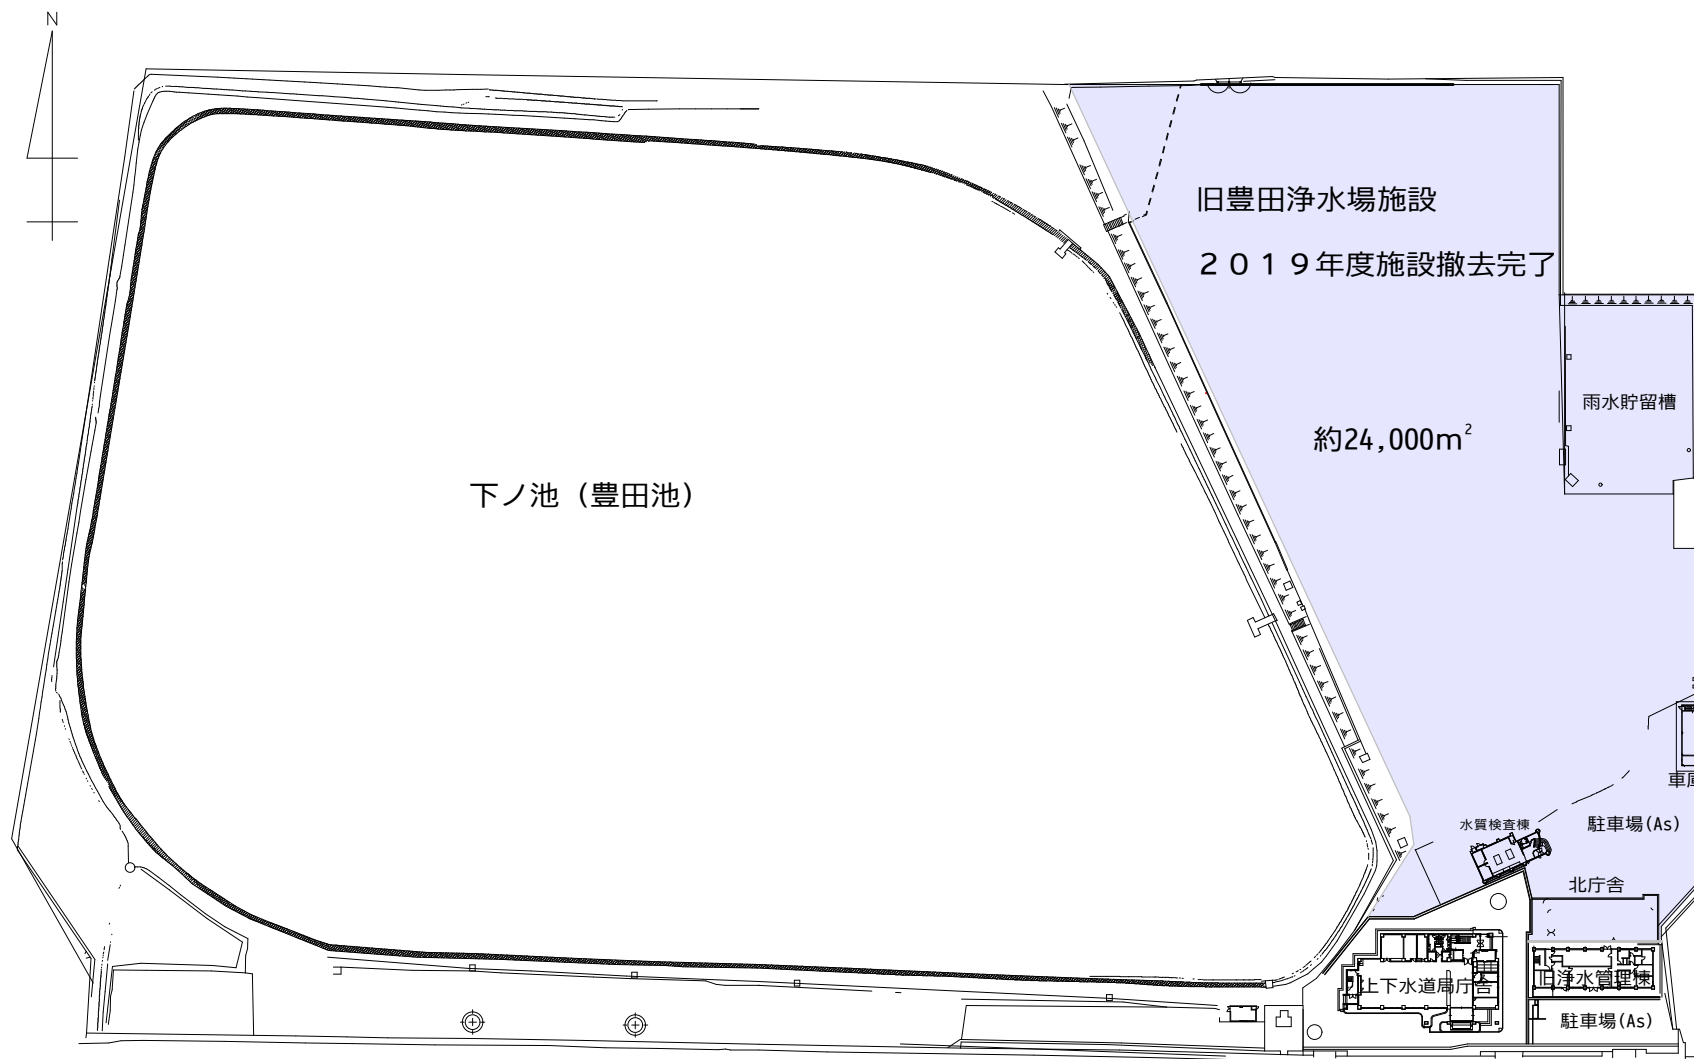 N
旧豊田浄水場施設
２０１９年度施設撤去完了
雨水貯留槽
約24,000m²
下ノ池（豊田池）
車庫
水質検査棟
駐車場(As)
北庁舎
上下水道局庁舎
旧浄水管理棟
駐車場(As)